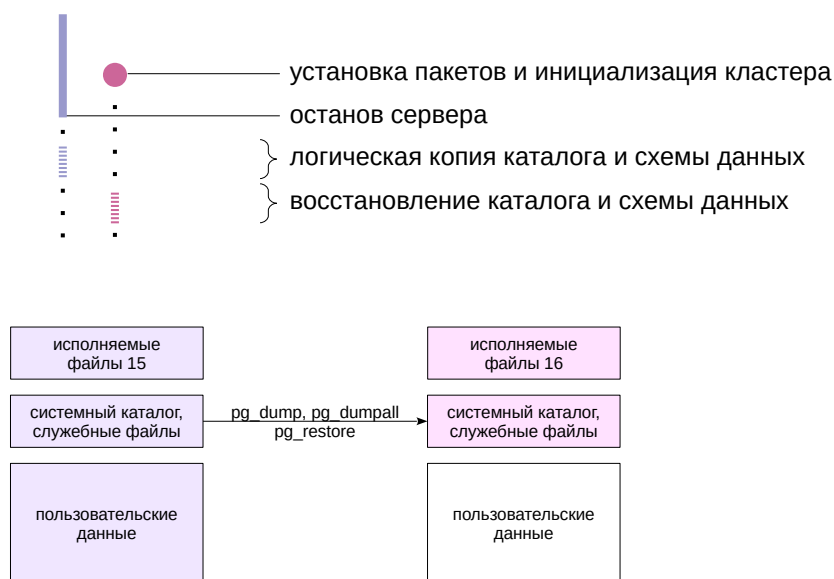 установка пакетов и инициализация кластера
останов сервера
логическая копия каталога и схемы данных
восстановление каталога и схемы данных
исполняемые
файлы 15
исполняемые
файлы 16
системный каталог,
служебные файлы
pg_dump, pg_dumpall
pg_restore
системный каталог,
служебные файлы
пользовательские
данные
пользовательские
данные